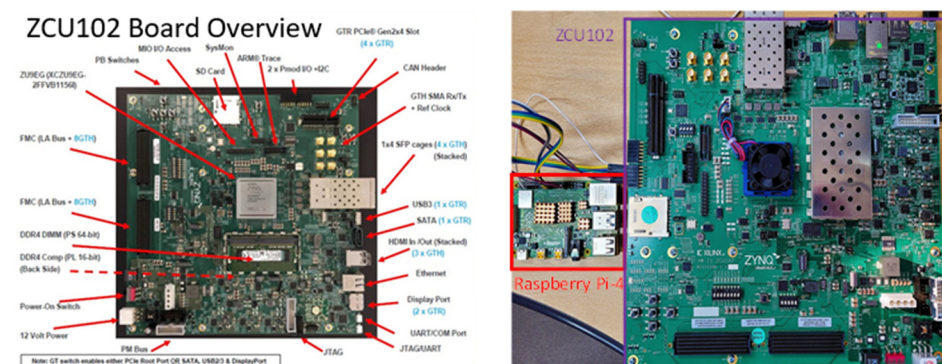 ZCU102 Board Overview
GTR PCIe® Gen2x4 Slot
(4 x GTR)
SysMon
MIO I/O Access
ARM® Trace
PB Switches
SD Card
2 x Pmod I/O +I2C
CAN Header
ZU9EG (XCZU9EG-
2FFVB1156I)
GTH SMA Rx/Tx
+ Ref Clock
FMC (LA Bus + 8GTH)
1x4 SFP cages (4 x GTH)
(Stacked)
FMC (LA Bus + 8GTH)
USB3 (1 x GTR)
SATA (1 x GTR)
DDR4 DIMM (PS 64-bit)
HDMI In /Out (Stacked)
(3 x GTH)
DDR4 Comp (PL 16-bit)
(Back Side)
Ethernet
Display Port
(2 x GTR)
Power-On Switch
12 Volt Power
UART/COM Port
JTAG/UART
PM Bus
JTAG
Note: GT switch enables either PCIe Root Port OR SATA, USB2/3 & DisplayPort
ZCU102
Raspberry Pi-4
XILINX
ZYNQ